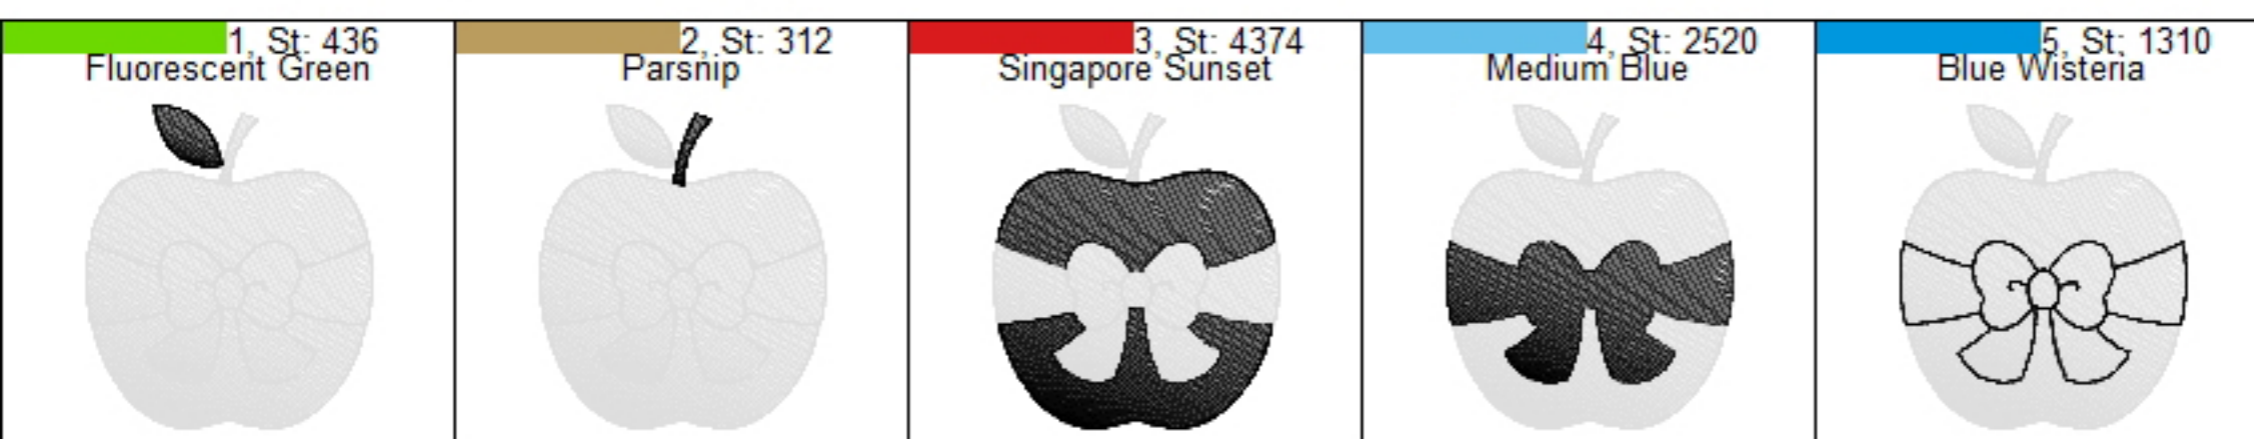 1, St: 436
Fluorescent Green
2, St: 312
Parsnip
3, St: 4374
Singapore Sunset
4, St: 2520
Medium Blue
5, St: 1310
Blue Wisteria